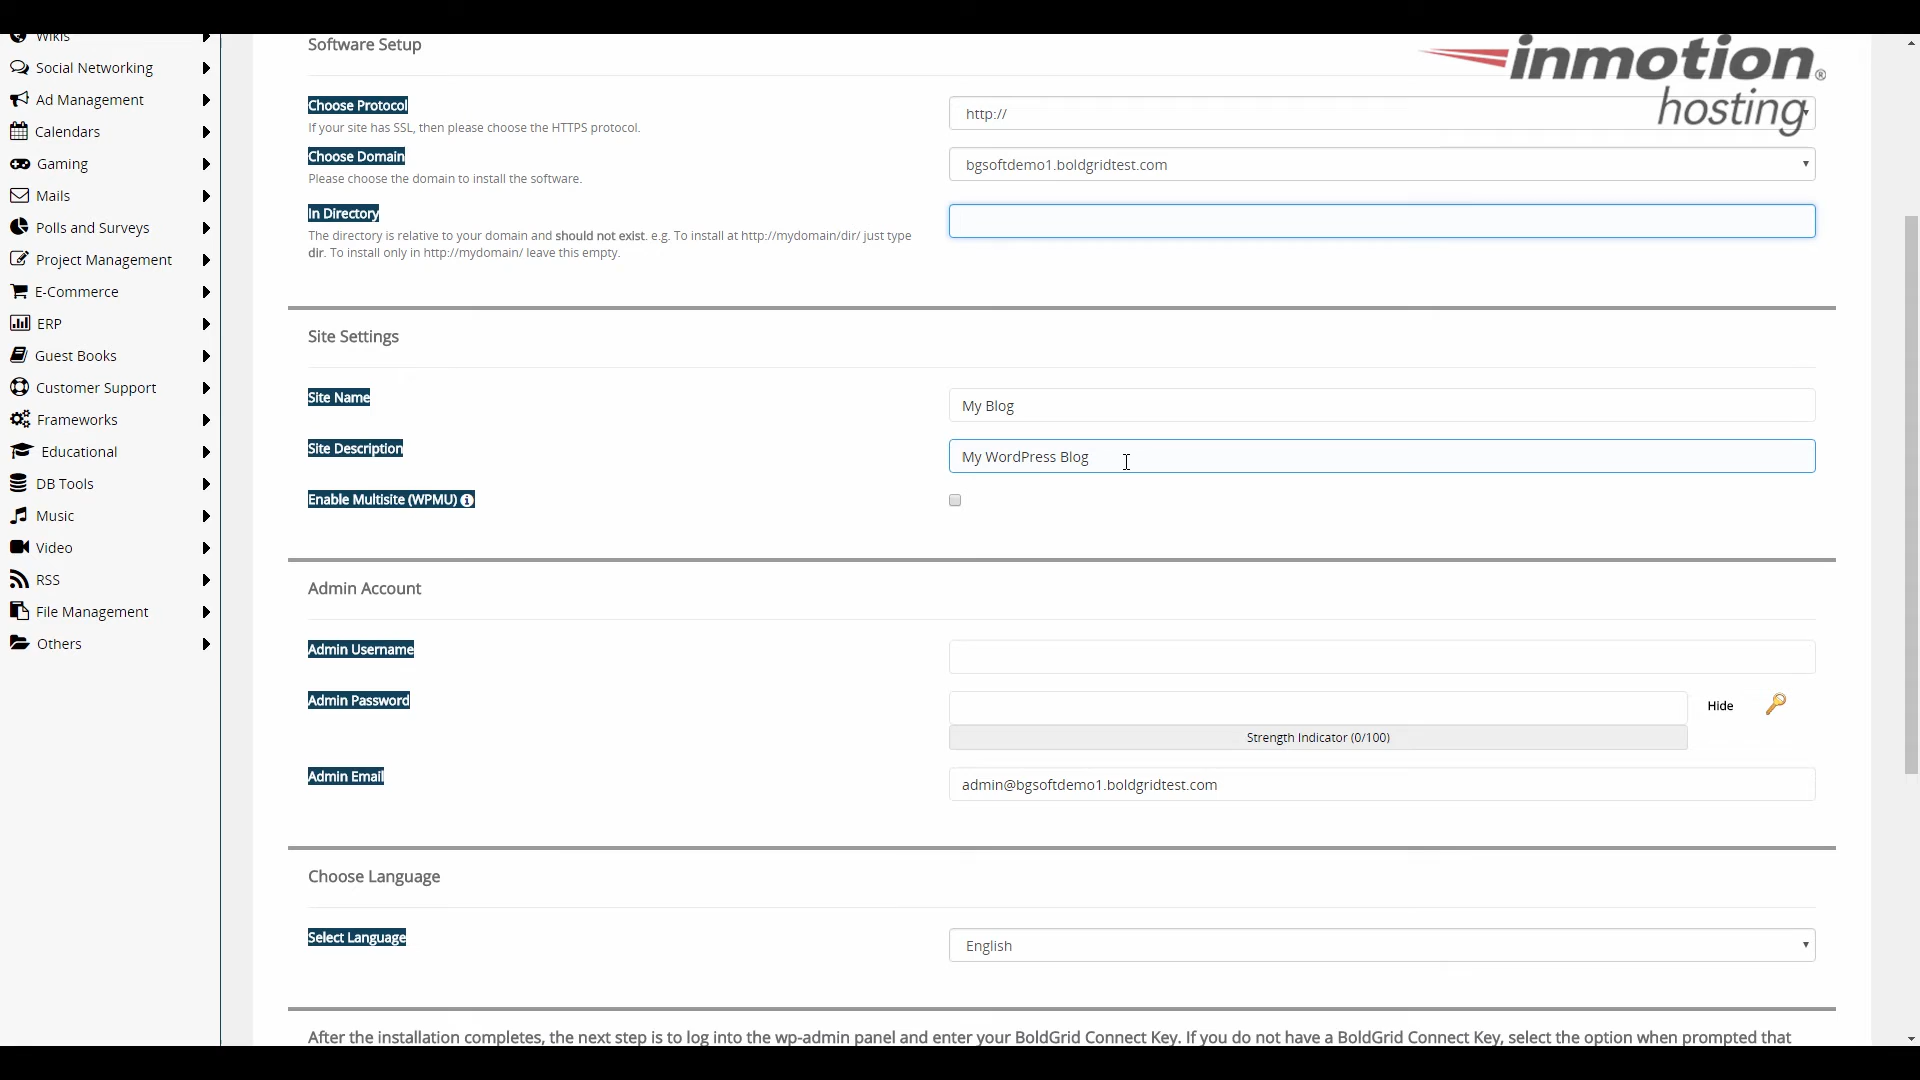 Wikis
Social Networking
Ad Management
Calendars
Gaming
Mails
Polls and Surveys
Project Management
E-Commerce
ERP
Guest Books
Customer Support
Frameworks
Educational
DB Tools
Music
Video
RSS
File Management
Others
inmotion®
hosting
Software Setup
Choose Protocol
If your site has SSL, then please choose the HTTPS protocol.
http://
Choose Domain
Please choose the domain to install the software.
bgsoftdemo1.boldgridtest.com
In Directory
The directory is relative to your domain and should not exist. e.g. To install at http://mydomain/dir/ just type
dir. To install only in http://mydomain/ leave this empty.
Site Settings
Site Name
My Blog
Site Description
My WordPress Blog
Enable Multisite (WPMU)
Admin Account
Admin Username
Admin Password
Hide
Strength Indicator (0/100)
Admin Email
admin@bgsoftdemo1.boldgridtest.com
Choose Language
Select Language
English
After the installation completes, the next step is to log into the wp-admin panel and enter your BoldGrid Connect Key. If you do not have a BoldGrid Connect Key, select the option when prompted that